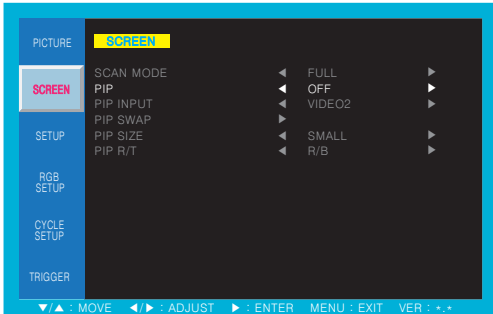 PICTURE
SCREEN
SETUP
RGB
SETUP
CYCLE
SETUP
TRIGGER
SCREEN
SCAN MODE ◀ FULL ▶
PIP ◀ OFF ▶
PIP INPUT ◀ VIDEO2 ▶
PIP SWAP ▶
PIP SIZE ◀ SMALL ▶
PIP R/T ◀ R/B ▶
▼/▲ : MOVE ◀/▶ : ADJUST ▶ : ENTER MENU : EXIT VER : *.*